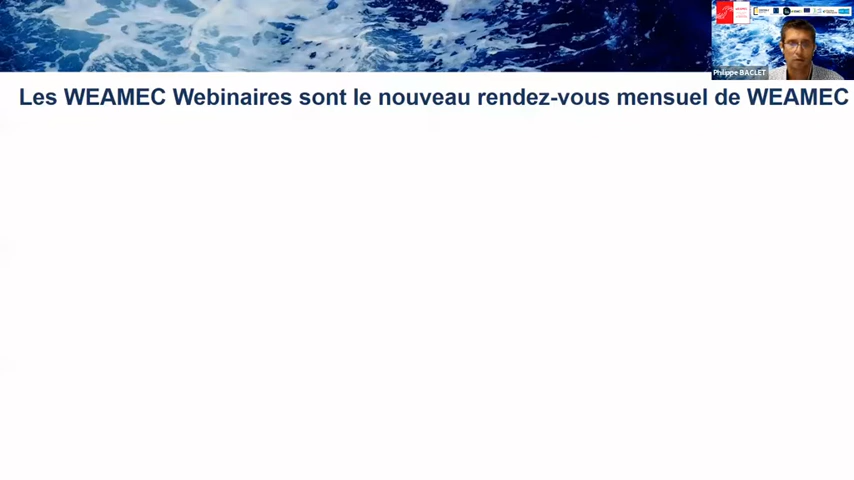 Philippe BACLET
Les WEAMEC Webinaires sont le nouveau rendez-vous mensuel de WEAMEC